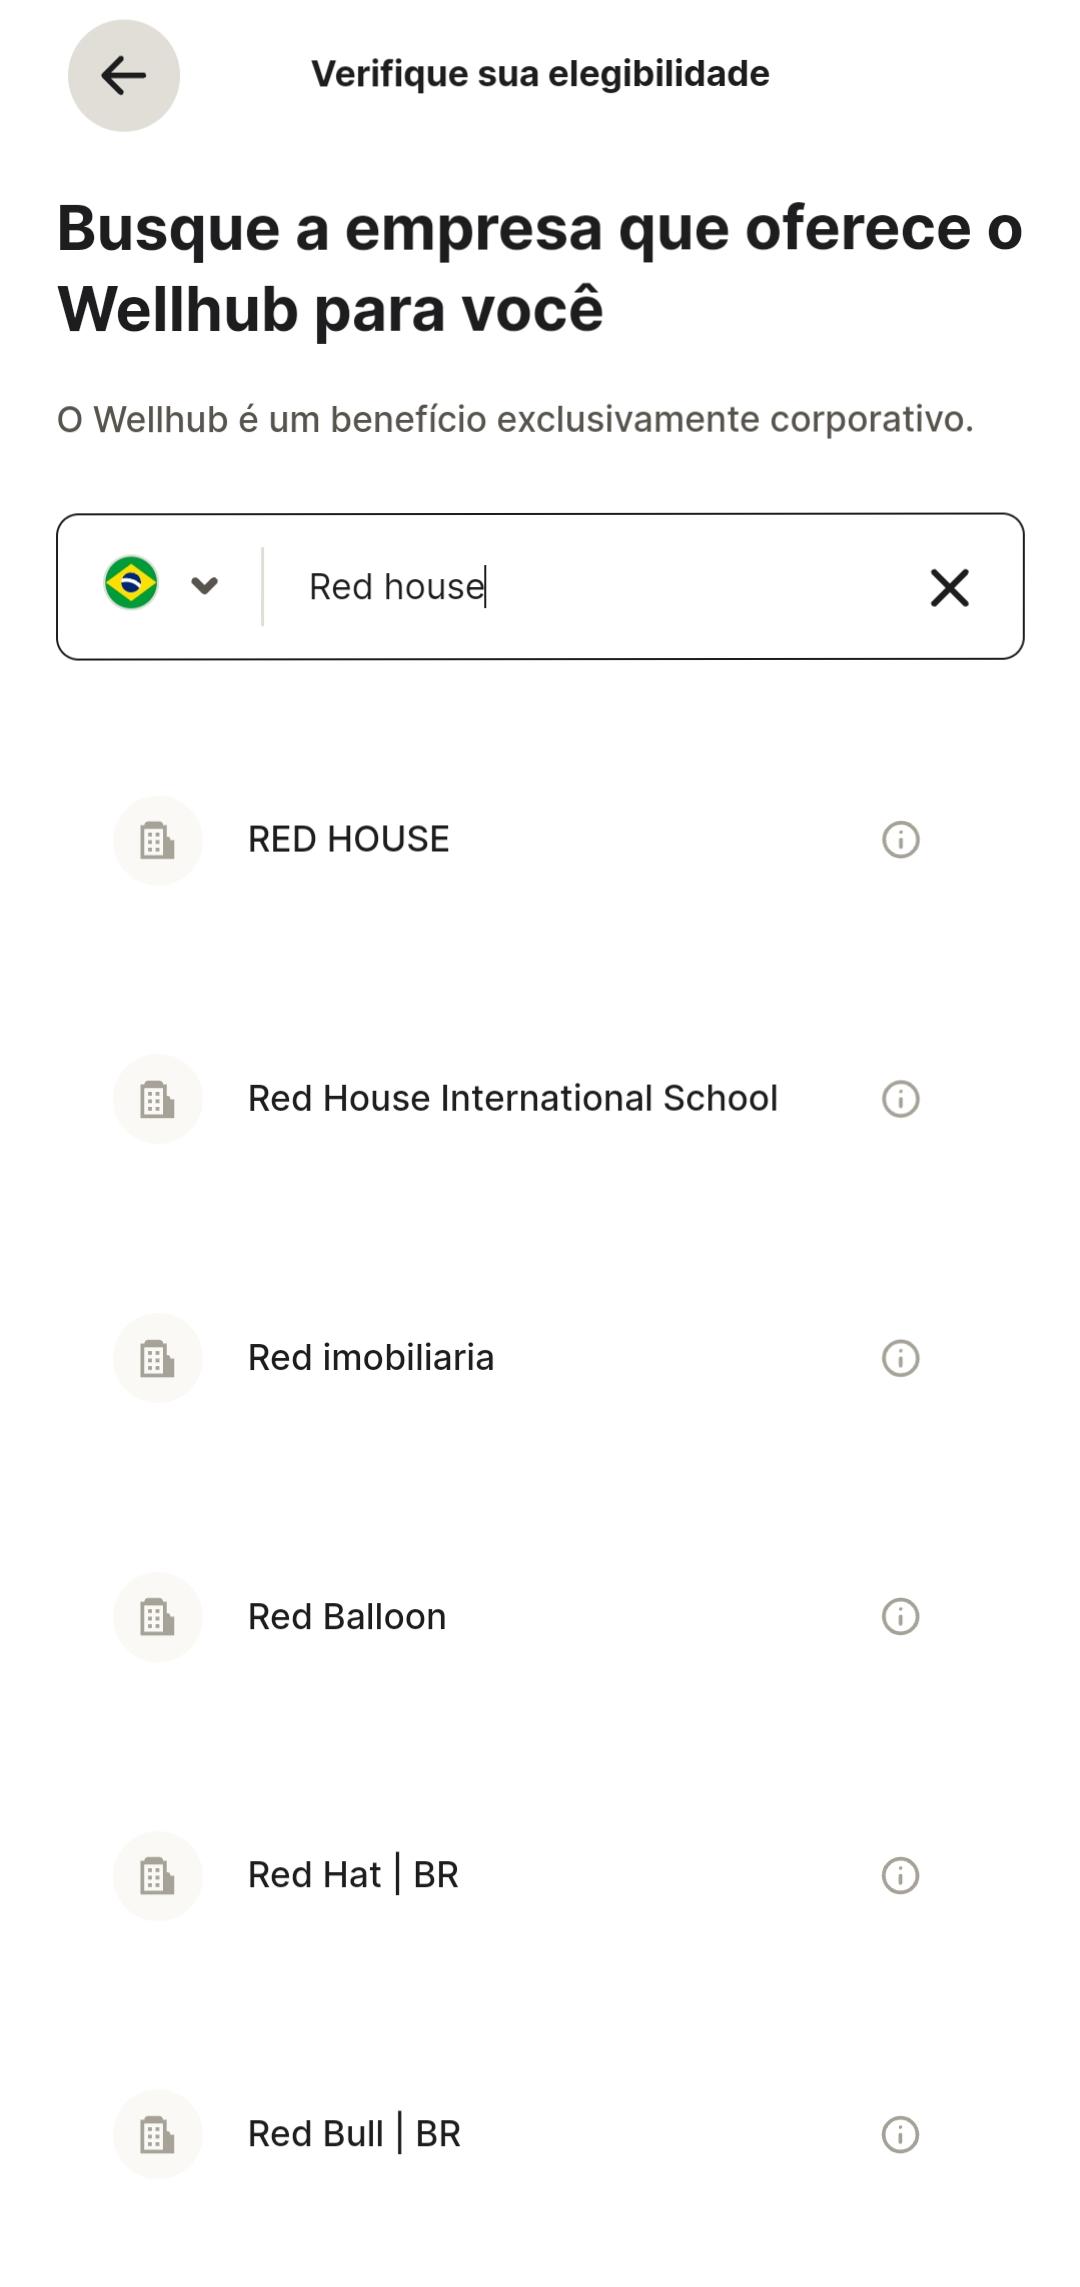 Verifique sua elegibilidade
Busque a empresa que oferece o
Wellhub para você
O Wellhub é um benefício exclusivamente corporativo.
Red house
RED HOUSE
Red House International School
Red imobiliaria
Red Balloon
Red Hat | BR
Red Bull | BR